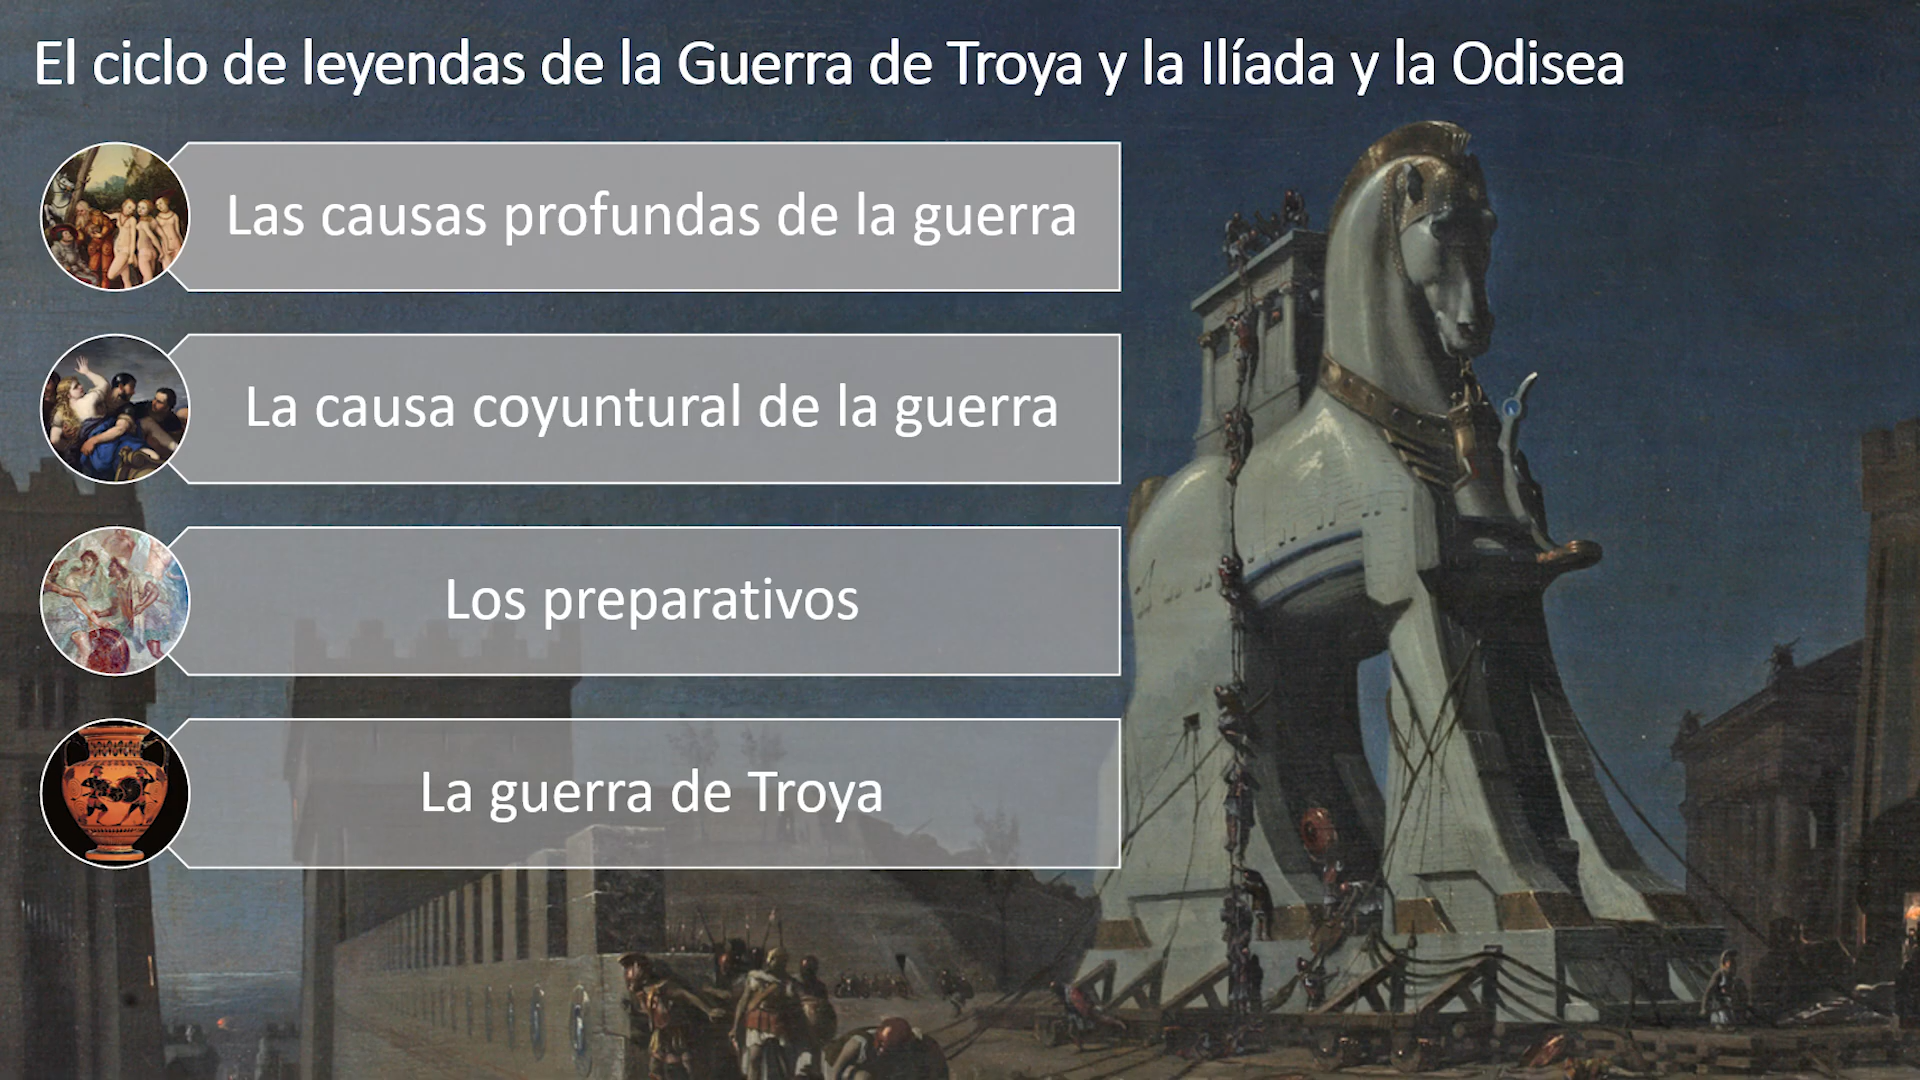 El ciclo de leyendas de la Guerra de Troya y la Ilíada y la Odisea
Las causas profundas de la guerra
La causa coyuntural de la guerra
Los preparativos
La guerra de Troya